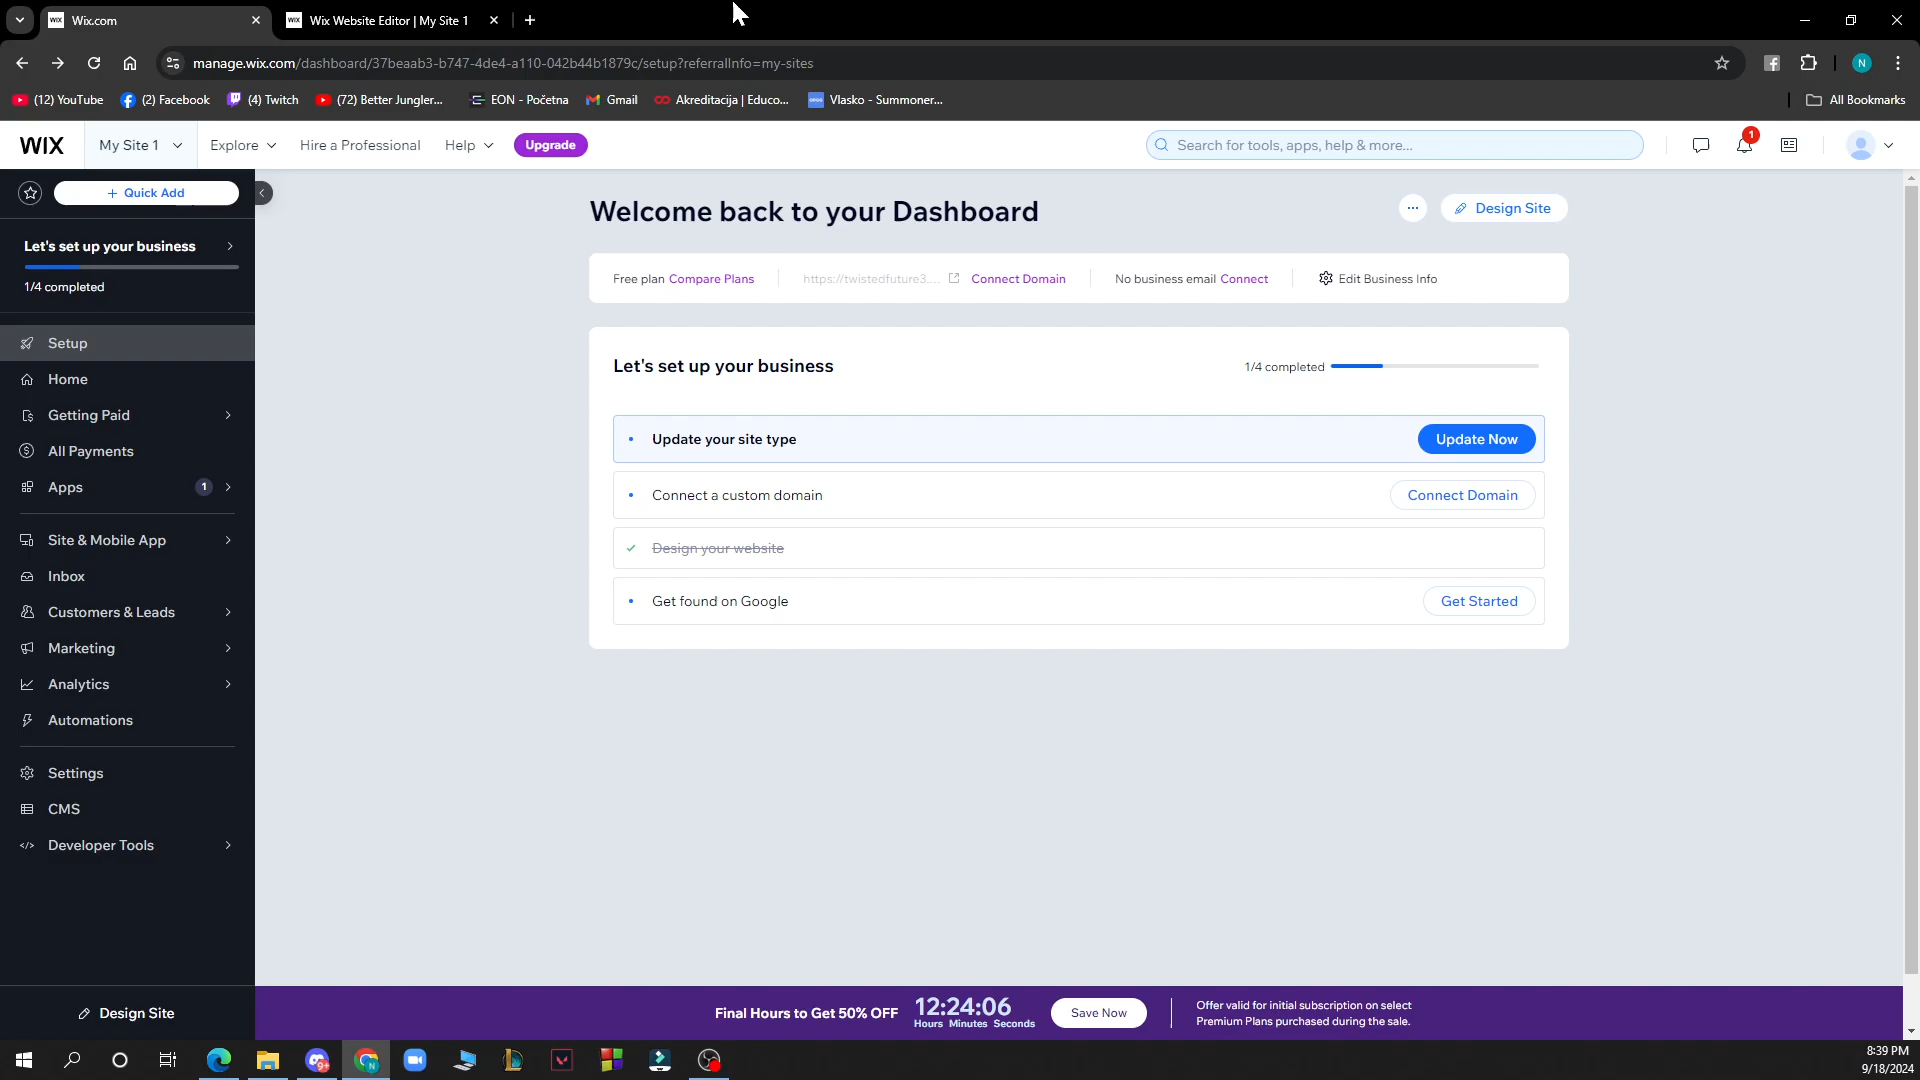 WIX Wix.com
WIX Wix Website Editor | My Site 1
manage.wix.com/dashboard/37beaab3-b747-4de4-a110-042b44b1879c/setup?referralInfo=my-sites
N
(12) YouTube
(2) Facebook
(4) Twitch
(72) Better Jungler...
EON - Početna
Gmail
Akreditacija | Educo...
Vlasko - Summoner...
All Bookmarks
WIX
My Site 1
Explore
Hire a Professional
Help
Upgrade
Search for tools, apps, help & more...
1
+ Quick Add
Let's set up your business
1/4 completed
Setup
Home
Getting Paid
All Payments
Apps 1
Site & Mobile App
Inbox
Customers & Leads
Marketing
Analytics
Automations
Settings
CMS
Developer Tools
Design Site
Welcome back to your Dashboard
... Design Site
Free plan Compare Plans
https://twistedfuture3.... Connect Domain
No business email Connect
Edit Business Info
Let's set up your business
1/4 completed
Update your site type
Update Now
Connect a custom domain
Connect Domain
Design your website
Get found on Google
Get Started
Final Hours to Get 50% OFF
12:24:06
Hours Minutes Seconds
Save Now
Offer valid for initial subscription on select
Premium Plans purchased during the sale.
9+
N
8:39 PM
9/18/2024